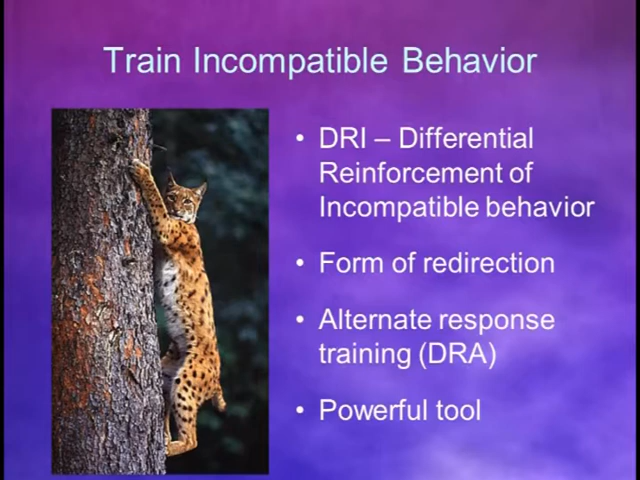 Train Incompatible Behavior
• DRI – Differential
Reinforcement of
Incompatible behavior
• Form of redirection
• Alternate response
training (DRA)
• Powerful tool